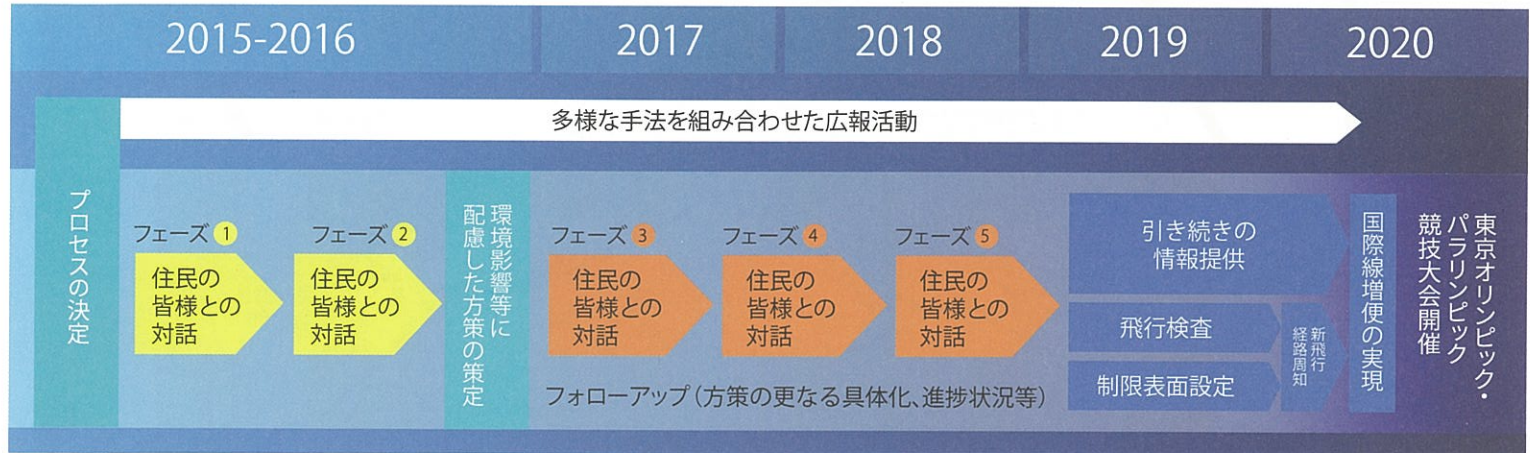 2015-2016
2017
2018
2019
2020
多様な手法を組み合わせた広報活動
プロセスの決定
フェーズ 1
住民の
皆様との
対話
フェーズ 2
住民の
皆様との
対話
環境影響等に
配慮した方策の策定
フェーズ 3
住民の
皆様との
対話
フェーズ 4
住民の
皆様との
対話
フェーズ 5
住民の
皆様との
対話
フォローアップ(方策の更なる具体化、進捗状況等)
引き続きの
情報提供
飛行検査
制限表面設定
新飛行
経路周知
国際線増便の実現
東京オリンピック・
パラリンピック
競技大会開催